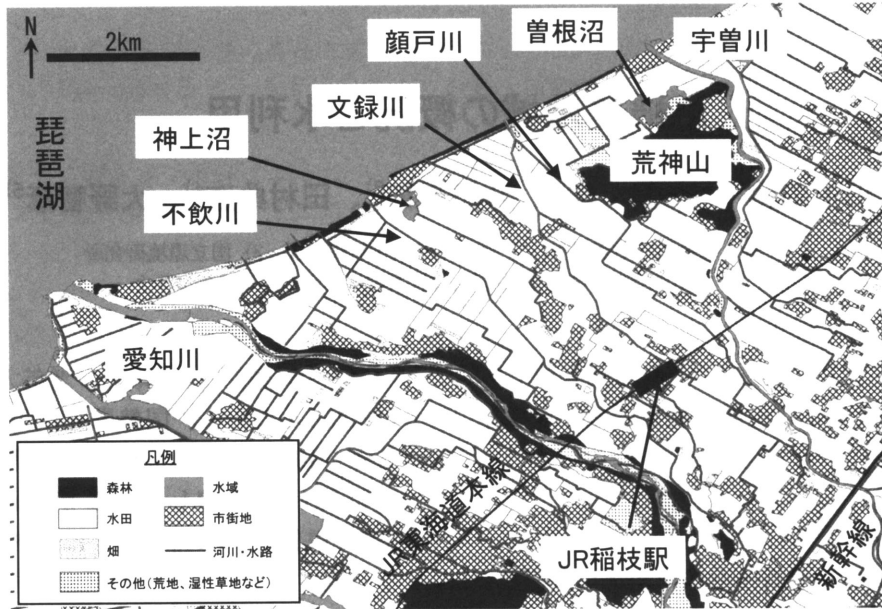 N
2km
琵琶湖
顔戸川
曽根沼
宇曽川
文録川
神上沼
荒神山
不飲川
愛知川
JR東海道本線
JR稲枝駅
新幹線
凡例
森林
水域
水田
市街地
畑
河川・水路
その他(荒地、湿性草地など)